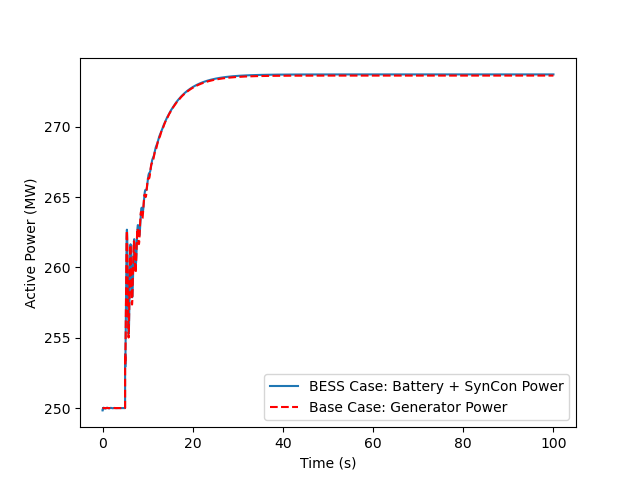 270
265
260
255
250
Active Power (MW)
BESS Case: Battery + SynCon Power
Base Case: Generator Power
0
20
40
60
80
100
Time (s)